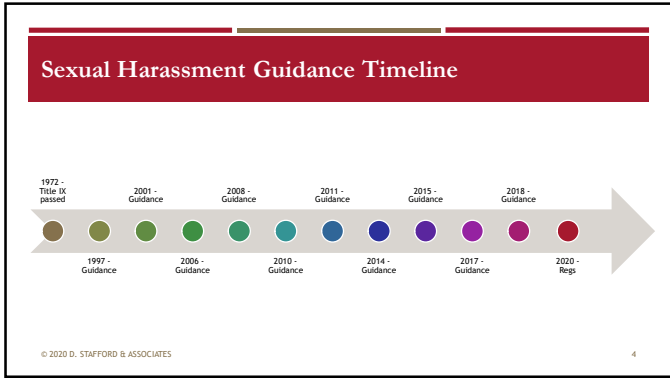 Sexual Harassment Guidance Timeline
1972 -
Title IX
passed
1997 -
Guidance
2001 -
Guidance
2006 -
Guidance
2008 -
Guidance
2010 -
Guidance
2011 -
Guidance
2014 -
Guidance
2015 -
Guidance
2017 -
Guidance
2018 -
Guidance
2020 -
Regs
© 2020 D. STAFFORD & ASSOCIATES
4